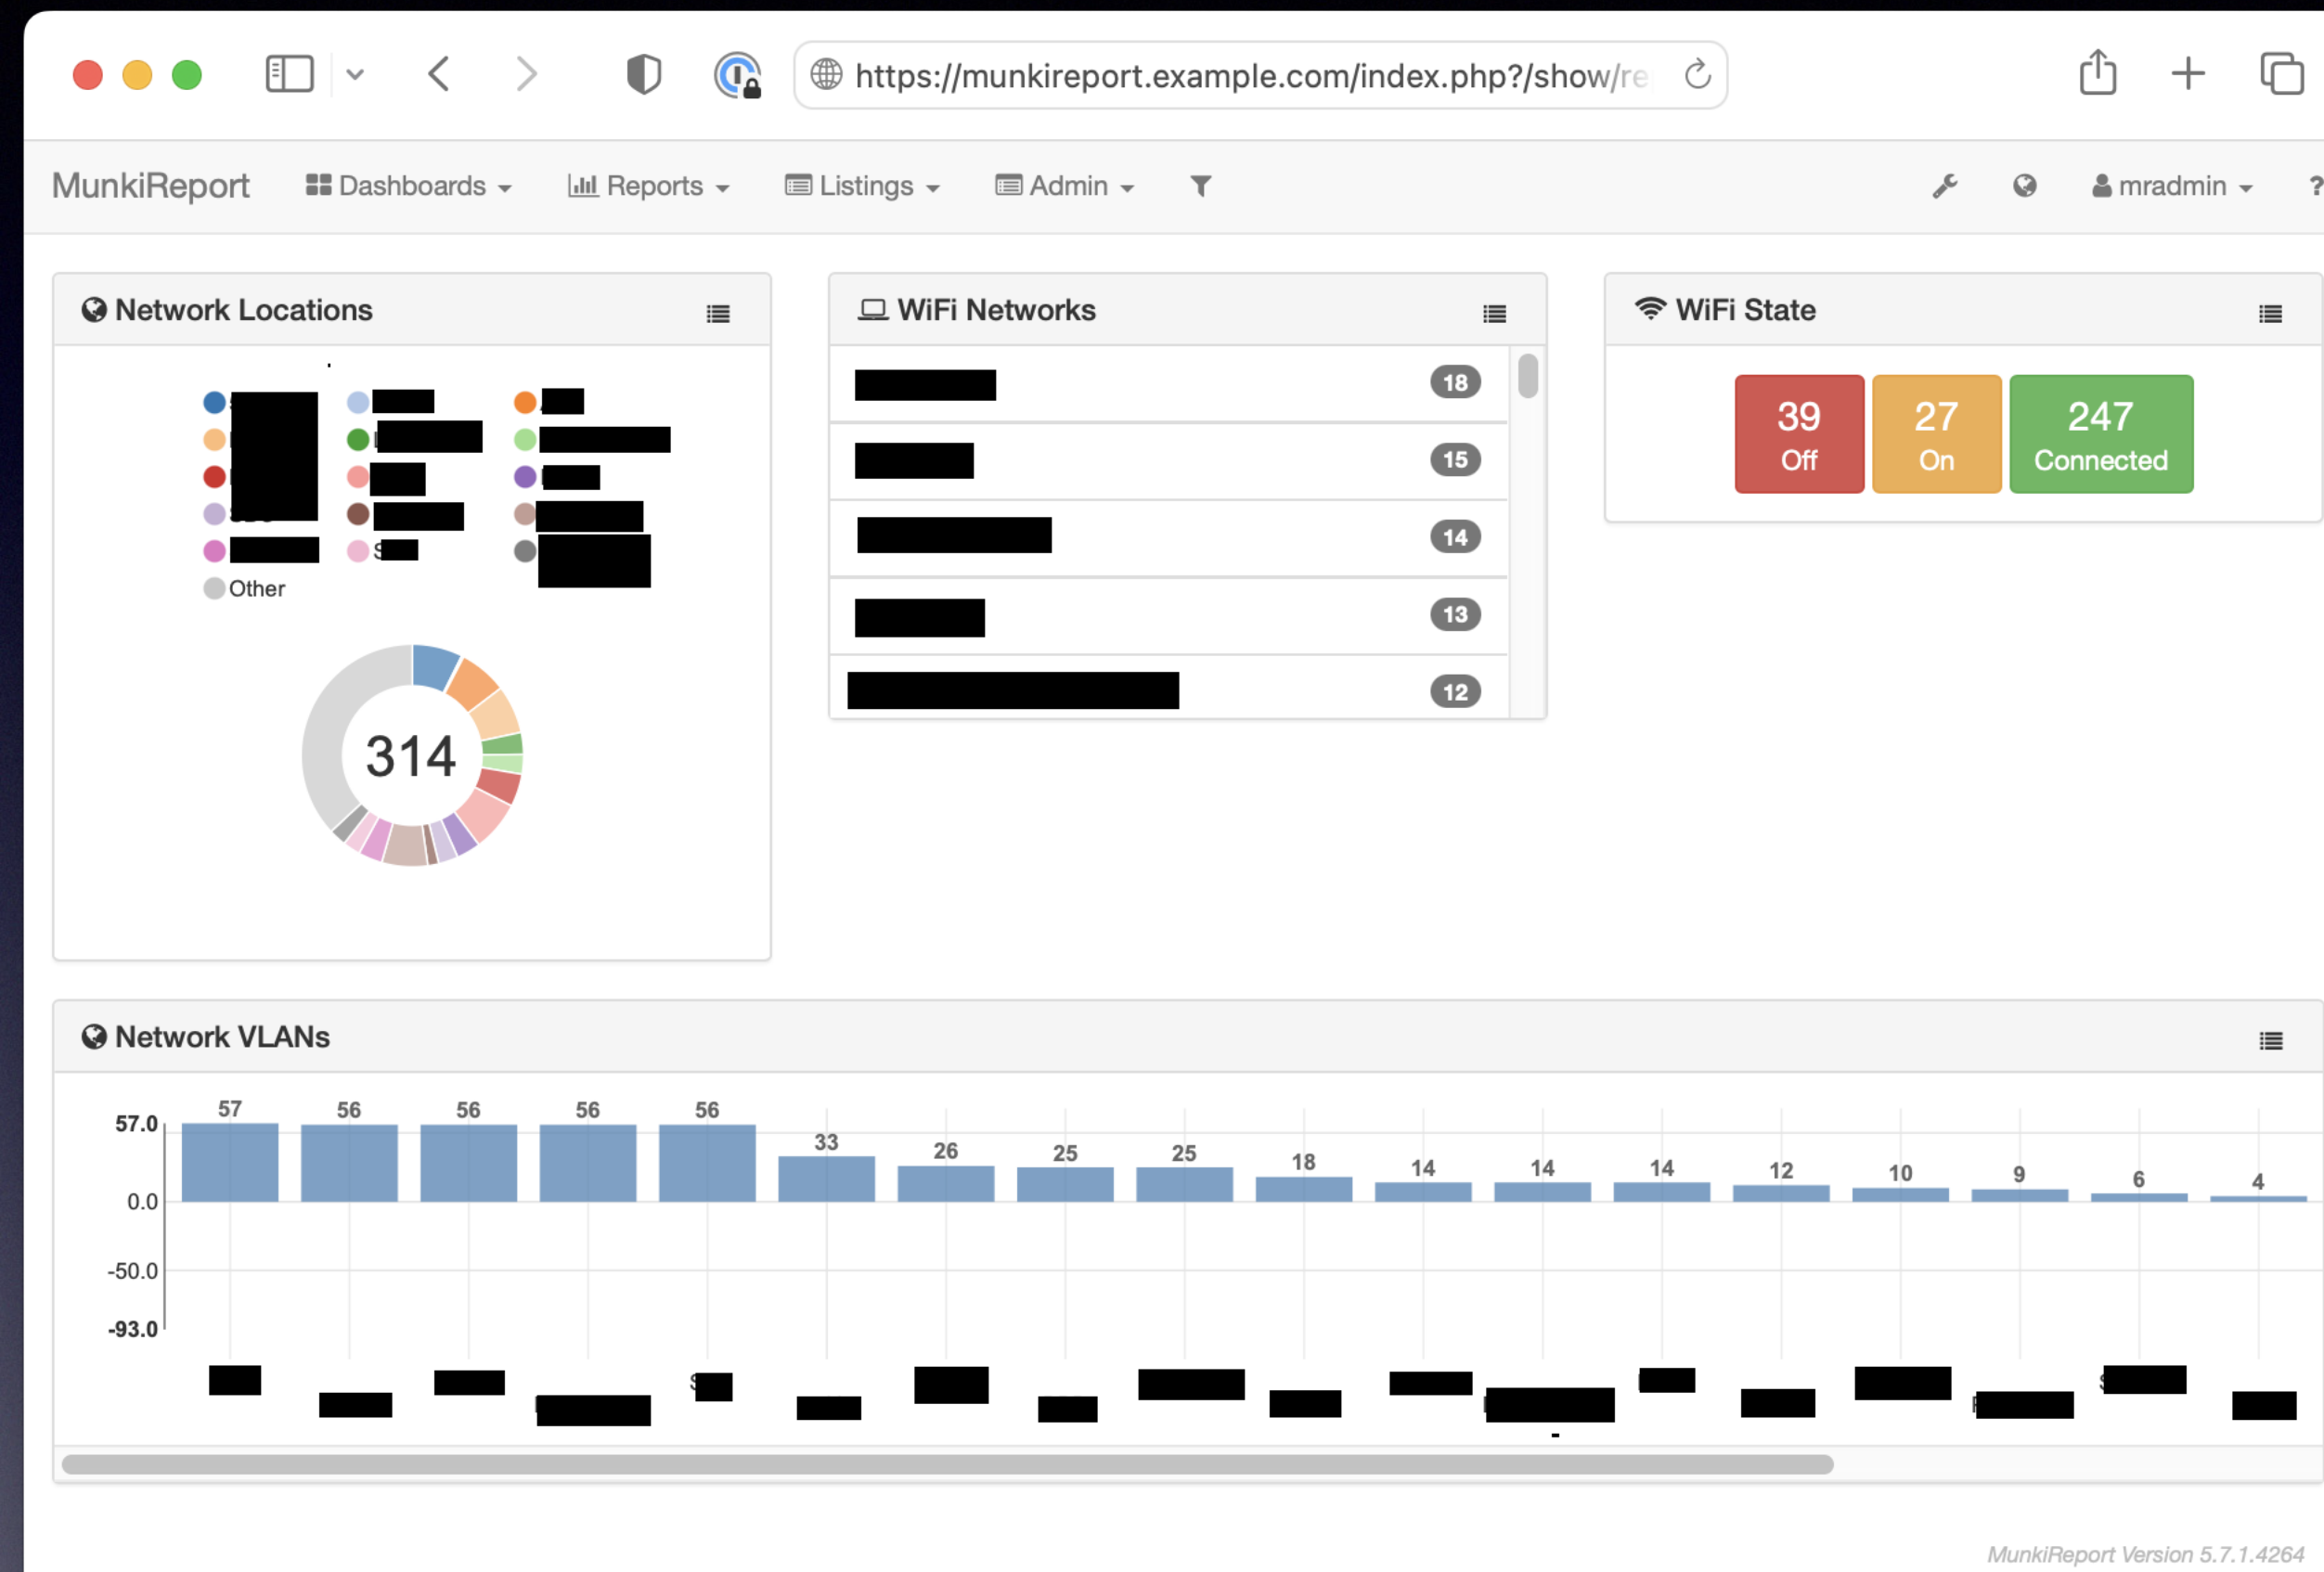 https://munkireport.example.com/index.php?/show/re
MunkiReport Dashboards Reports Listings Admin mradmin ?
Network Locations
Other
314
WiFi Networks
18
15
14
13
12
WiFi State
39 27 247
Off On Connected
Network VLANs
57 56 56 56 56 33 26 25 25 18 14 14 14 12 10 9 6 4
57.0
0.0
-50.0
-93.0
MunkiReport Version 5.7.1.4264